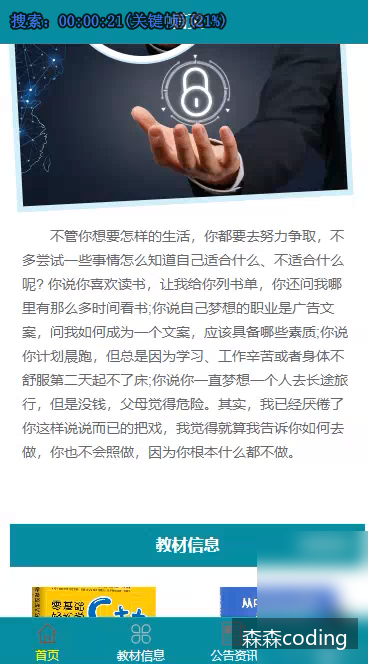 搜索: 00:00:21(关键帧)(21%)
不管你想要怎样的生活，你都要去努力争取，不
多尝试一些事情怎么知道自己适合什么、不适合什么
呢?你说你喜欢读书，让我给你列书单，你还问我哪
里有那么多时间看书;你说自己梦想的职业是广告文
案，问我如何成为一个文案，应该具备哪些素质;你说
你计划晨跑，但总是因为学习、工作辛苦或者身体不
舒服第二天起不了床;你说你一直梦想一个人去长途旅
行，但是没钱，父母觉得危险。其实，我已经厌倦了
你这样说说而已的把戏，我觉得就算我告诉你如何去
做，你也不会照做，因为你根本什么都不做。
教材信息
C++
首页
教材信息
公告资讯
森森coding